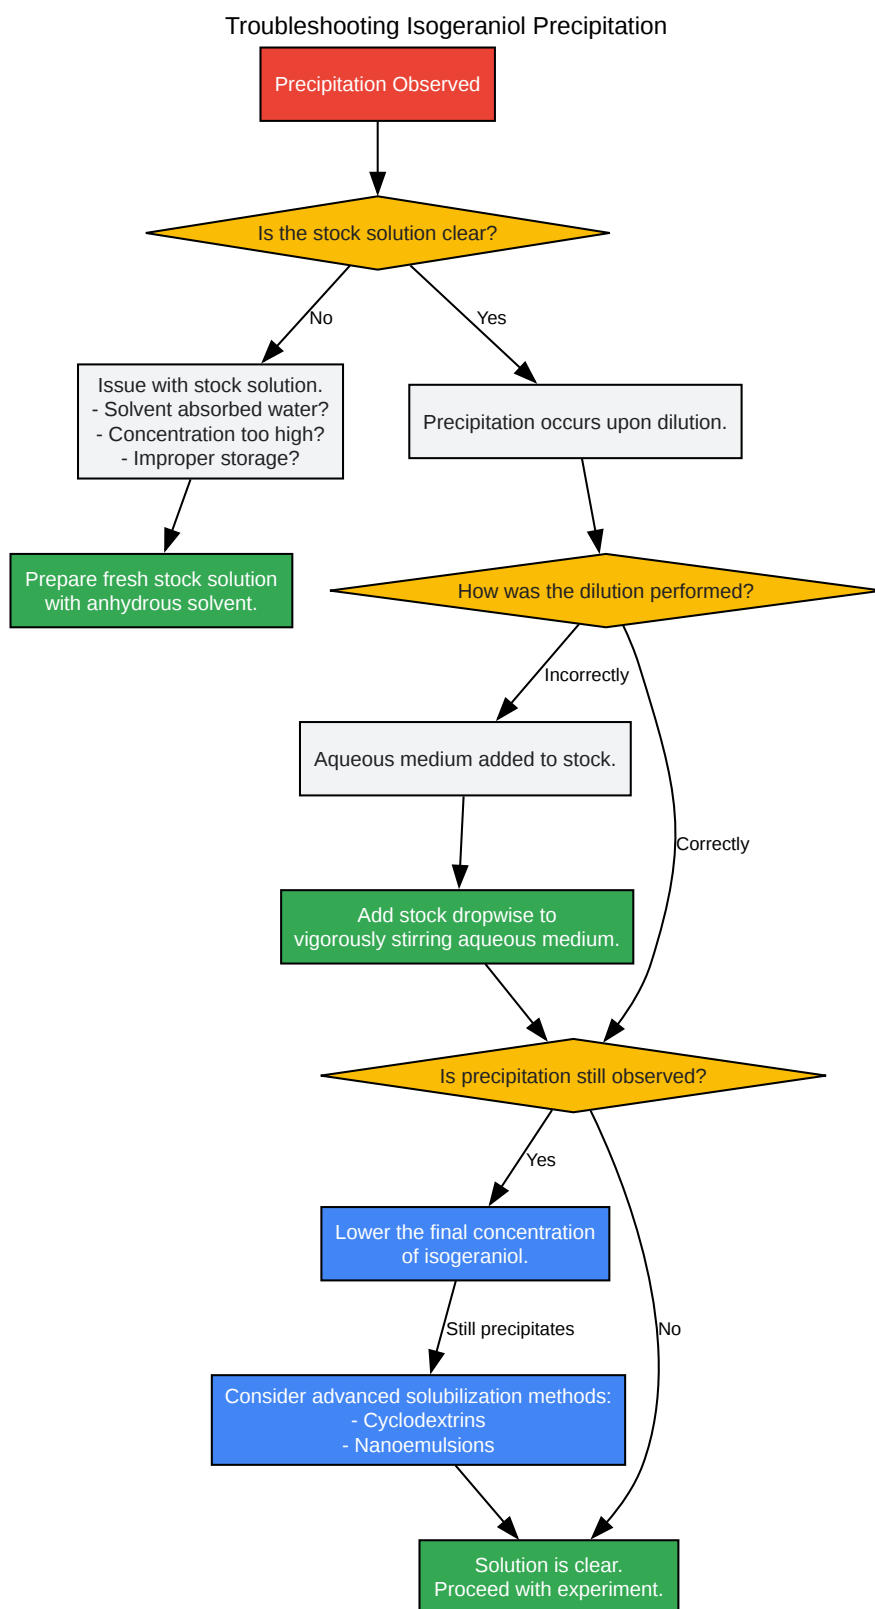 Troubleshooting Isogeraniol Precipitation
Precipitation Observed
Is the stock solution clear?
No
Yes
Issue with stock solution.
- Solvent absorbed water?
- Concentration too high?
- Improper storage?
Precipitation occurs upon dilution.
Prepare fresh stock solution
with anhydrous solvent.
How was the dilution performed?
Incorrectly
Aqueous medium added to stock.
Correctly
Add stock dropwise to
vigorously stirring aqueous medium.
Is precipitation still observed?
Yes
Lower the final concentration
of isogeraniol.
Still precipitates
No
Consider advanced solubilization methods:
- Cyclodextrins
- Nanoemulsions
Solution is clear.
Proceed with experiment.